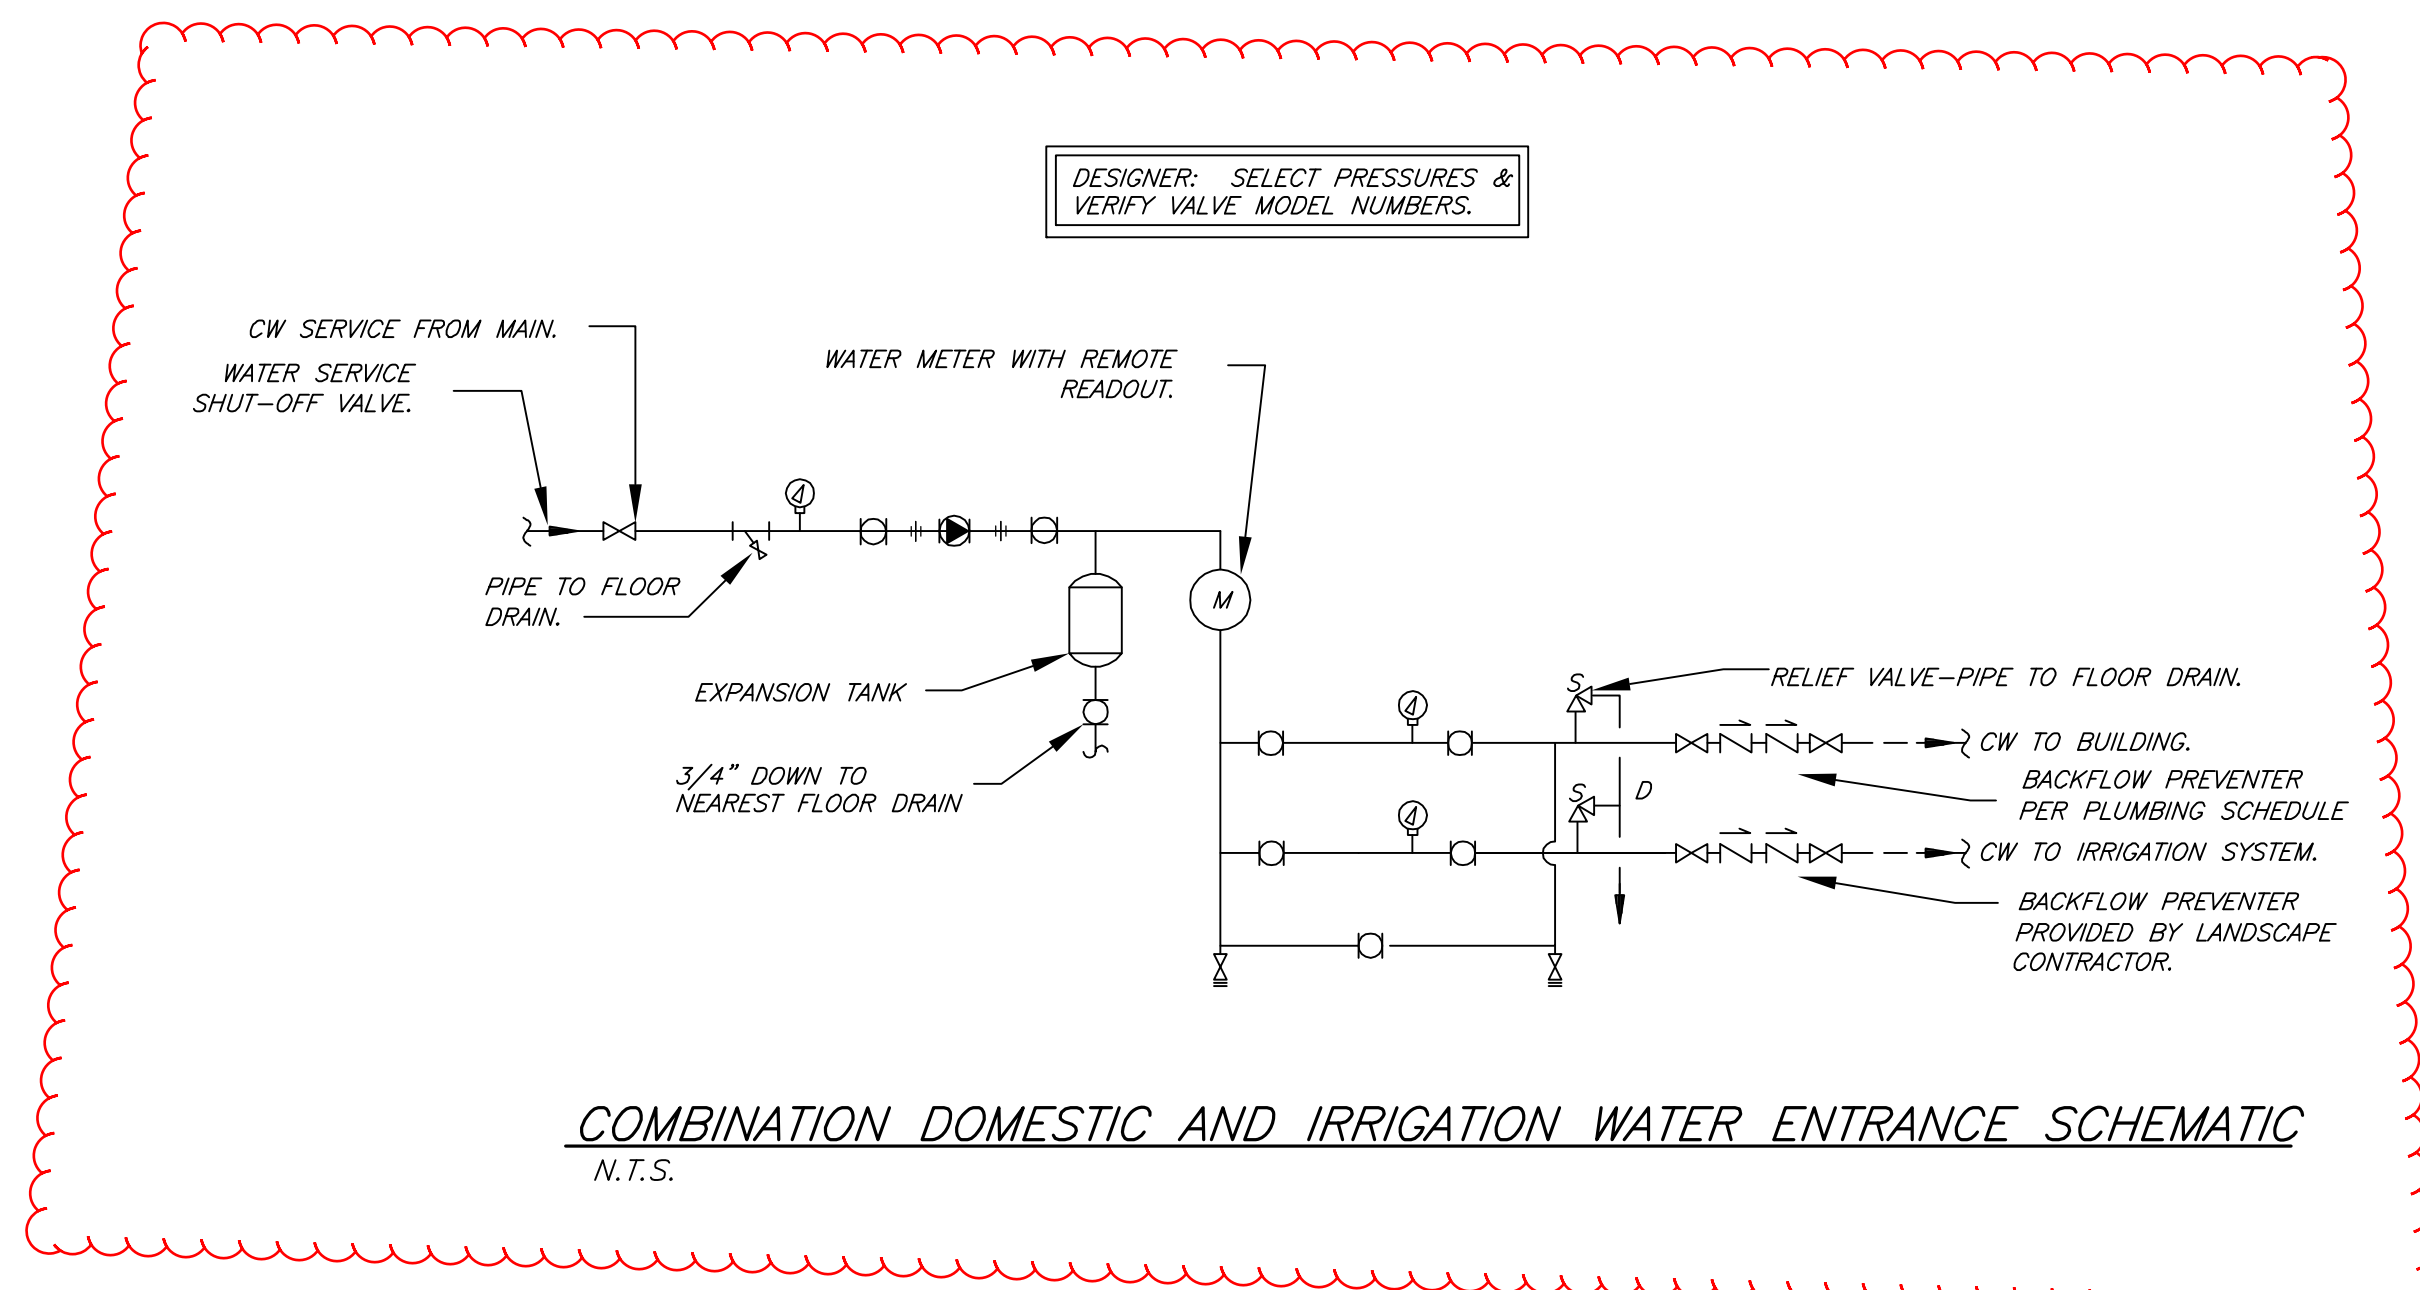 DESIGNER: SELECT PRESSURES &
VERIFY VALVE MODEL NUMBERS.
CW SERVICE FROM MAIN.
WATER SERVICE
SHUT-OFF VALVE.
WATER METER WITH REMOTE
READOUT.
PIPE TO FLOOR
DRAIN.
M
EXPANSION TANK
3/4" DOWN TO
NEAREST FLOOR DRAIN
S
RELIEF VALVE-PIPE TO FLOOR DRAIN.
CW TO BUILDING.
BACKFLOW PREVENTER
PER PLUMBING SCHEDULE
S
D
CW TO IRRIGATION SYSTEM.
BACKFLOW PREVENTER
PROVIDED BY LANDSCAPE
CONTRACTOR.
COMBINATION DOMESTIC AND IRRIGATION WATER ENTRANCE SCHEMATIC
N.T.S.